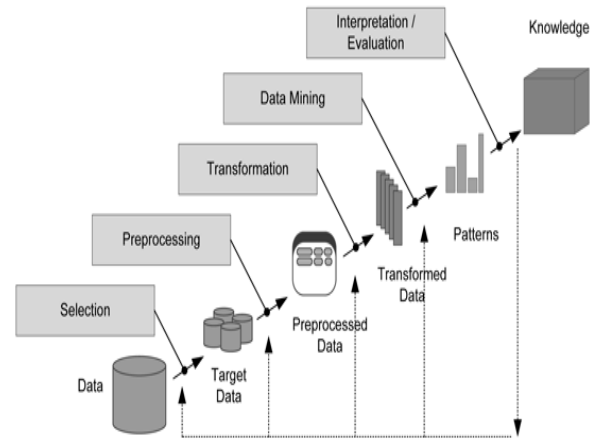 Interpretation /
Evaluation
Knowledge
Data Mining
Transformation
Patterns
Preprocessing
Transformed
Data
Selection
Preprocessed
Data
Target
Data
Data